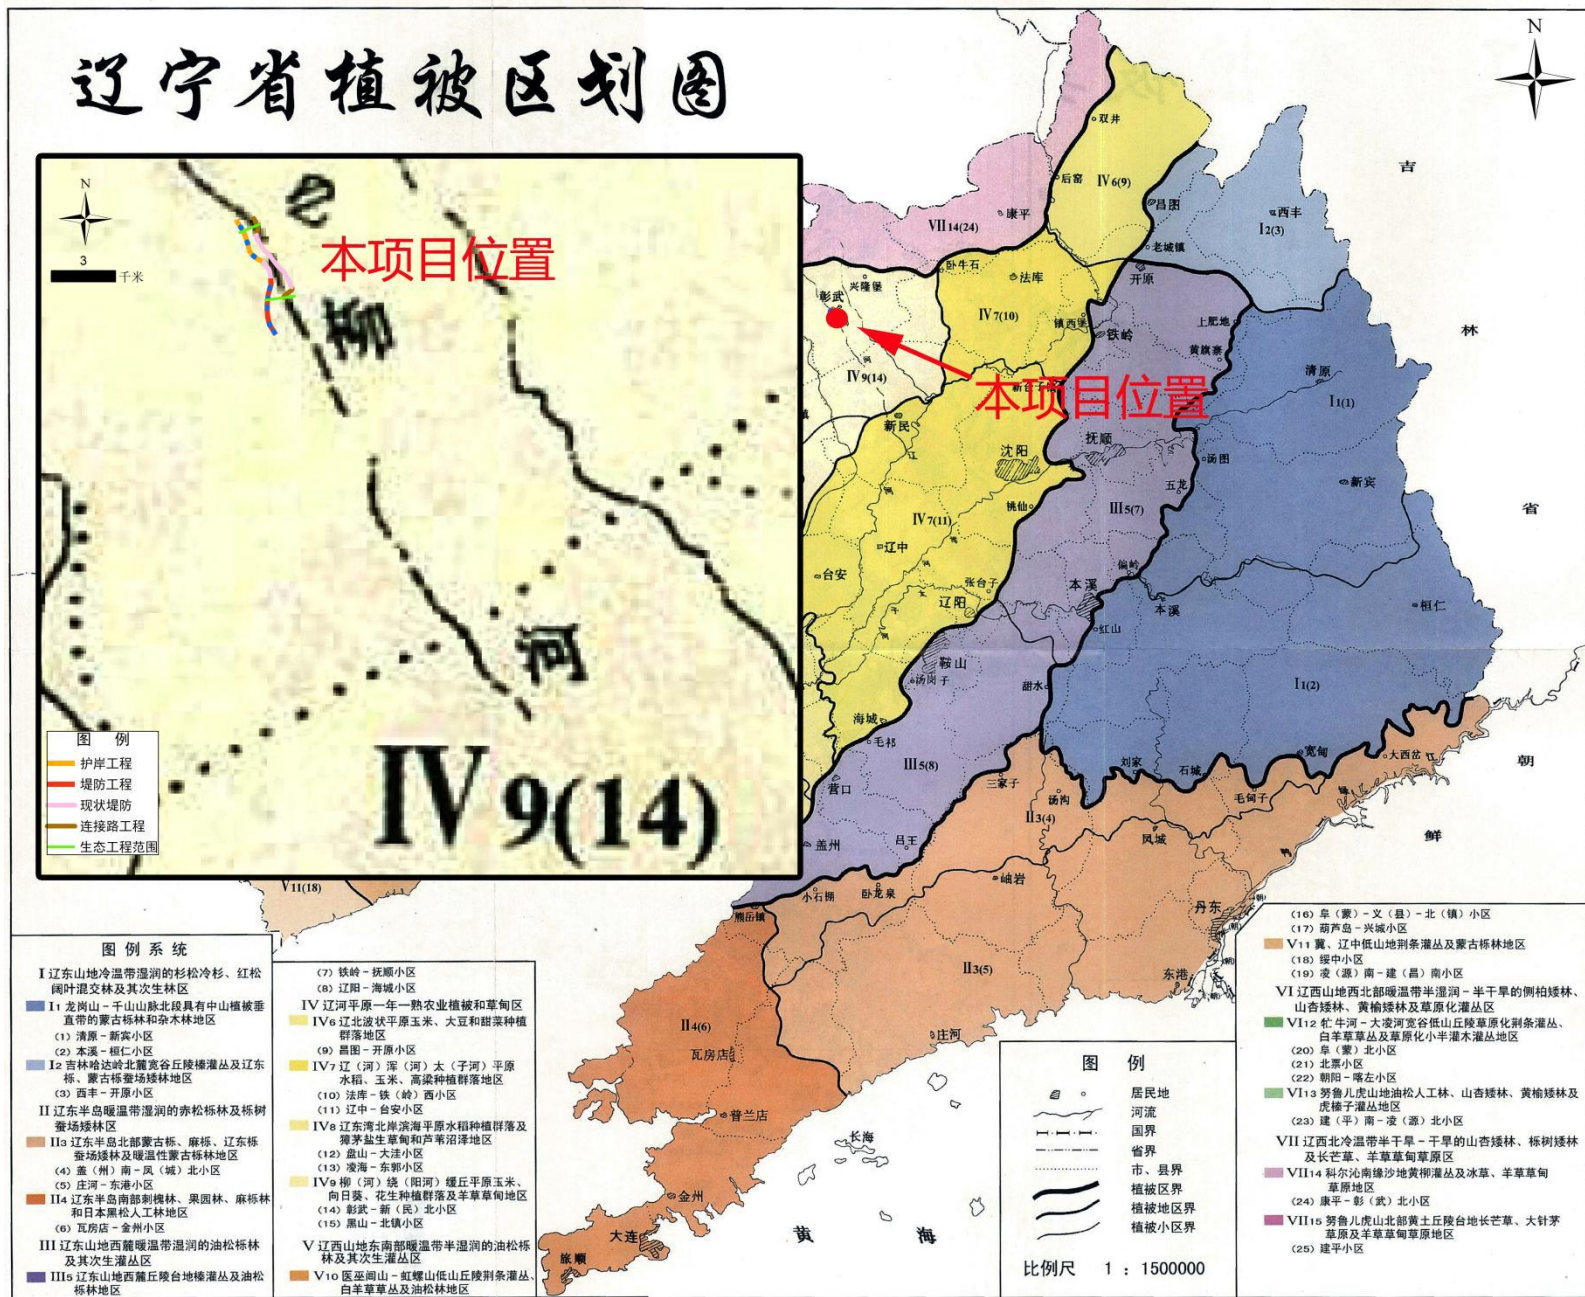 辽宁省植被区划图
N
N
3
千米
本项目位置
秀
河
IV 9(14)
图 例
护岸工程
堤防工程
现状堤防
连接路工程
生态工程范围
本项目位置
吉
林
省
朝
鲜
黄
海
双井
后窑
IV6(9)
昌图
西丰
I2(3)
康平
VII14(24)
老城镇
卧牛石
法库
开原
兴隆堡
彰武
IV7(10)
镇西堡
铁岭
上肥地
黄旗寨
IV9(14)
河
清原
I1(1)
新民
辽
河
沈阳
抚顺
汤图
新宾
桃仙
五龙
IV7(11)
III5(7)
辽中
台安
偏岭
张台子
本溪
本溪
辽阳
桓仁
红山
鞍山
汤岗子
甜水
I1(2)
海城
毛祁
III5(8)
刘家
石城
宽甸
大西岔
三家子
营口
汤沟
毛甸子
II3(4)
盖州
吕王
凤城
V11(18)
小石棚
卧龙泉
岫岩
熊岳镇
丹东
II3(5)
东港
II4(6)
瓦房店
庄河
普兰店
长海
金州
大连
旅顺
图例系统
I 辽东山地冷温带湿润的杉松冷杉、红松
阔叶混交林及其次生林区
I1 龙岗山-千山山脉北段具有中山植被垂
直带的蒙古栎林和杂木林地区
(1) 清原-新宾小区
(2) 本溪-桓仁小区
I2 吉林哈达岭北麓宽谷丘陵榛灌丛及辽东
栎、蒙古栎蚕场矮林地区
(3) 西丰-开原小区
II 辽东半岛暖温带湿润的赤松栎林及栎树
蚕场矮林区
II3 辽东半岛北部蒙古栎、麻栎、辽东栎
蚕场矮林及暖温性蒙古栎林地区
(4) 盖(州)南-凤(城)北小区
(5) 庄河-东港小区
II4 辽东半岛南部刺槐林、果园林、麻栎林
和日本黑松人工林地区
(6) 瓦房店-金州小区
III 辽东山地西麓暖温带湿润的油松栎林
及其次生灌丛区
III5 辽东山地西麓丘陵台地榛灌丛及油松
栎林地区
(7) 铁岭-抚顺小区
(8) 辽阳-海城小区
IV 辽河平原一年一熟农业植被和草甸区
IV6 辽北波状平原玉米、大豆和甜菜种植
群落地区
(9) 昌图-开原小区
IV7 辽(河)浑(河)太(子河)平原
水稻、玉米、高粱种植群落地区
(10) 法库-铁(岭)西小区
(11) 辽中-台安小区
IV8 辽东湾北岸滨海平原水稻种植群落及
獐茅盐生草甸和芦苇沼泽地区
(12) 盘山-大洼小区
(13) 凌海-东郭小区
IV9 柳(河)绕(阳河)缓丘平原玉米、
向日葵、花生种植群落及羊草草甸地区
(14) 彰武-新(民)北小区
(15) 黑山-北镇小区
V 辽西山地东南部暖温带半湿润的油松栎
林及其次生灌丛区
V10 医巫闾山-虹螺山低山丘陵荆条灌丛、
白羊草草丛及油松林地区
图 例
居民地
河流
国界
省界
市、县界
植被区界
植被地区界
植被小区界
比例尺 1 : 1500000
(16) 阜(蒙)-义(县)-北(镇)小区
(17) 葫芦岛-兴城小区
V11 冀、辽中低山地荆条灌丛及蒙古栎林地区
(18) 绥中小区
(19) 凌(源)南-建(昌)南小区
VI 辽西山地西北部暖温带半湿润-半干旱的侧柏矮林、
山杏矮林、黄榆矮林及草原化灌丛区
VI12 牤牛河-大凌河宽谷低山丘陵草原化荆条灌丛、
白羊草草丛及草原化小半灌木灌丛地区
(20) 阜(蒙)北小区
(21) 北票小区
(22) 朝阳-喀左小区
VI13 努鲁儿虎山地油松人工林、山杏矮林、黄榆矮林及
虎榛子灌丛地区
(23) 建(平)南-凌(源)北小区
VII 辽西北冷温带半干旱-干旱的山杏矮林、栎树矮林
及长芒草、羊草草甸草原区
VII14 科尔沁南缘沙地黄柳灌丛及冰草、羊草草甸
草原地区
(24) 康平-彰(武)北小区
VII15 努鲁儿虎山北部黄土丘陵台地长芒草、大针茅
草原及羊草草甸草原地区
(25) 建平小区